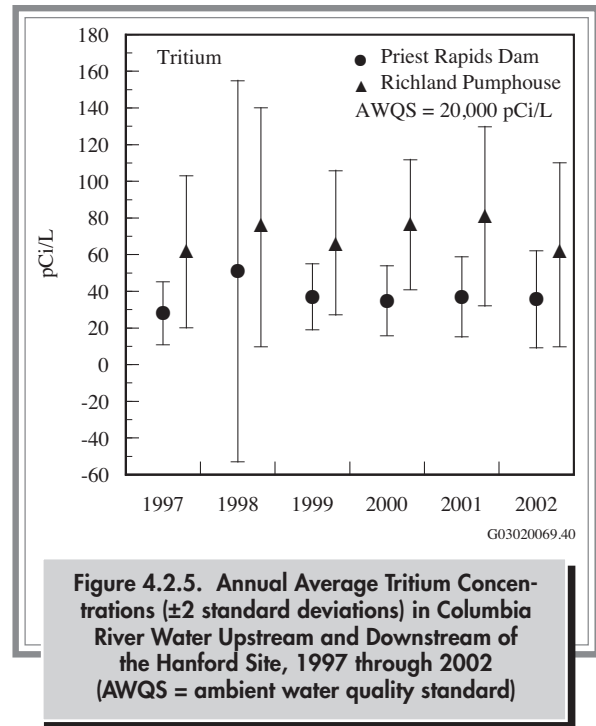 180
160
140
120
100
80
60
40
20
0
-20
-40
-60
pCi/L
Tritium
Priest Rapids Dam
Richland Pumphouse
AWQS = 20,000 pCi/L
1997 1998 1999 2000 2001 2002
G03020069.40
Figure 4.2.5. Annual Average Tritium Concen-
trations (±2 standard deviations) in Columbia
River Water Upstream and Downstream of
the Hanford Site, 1997 through 2002
(AWQS = ambient water quality standard)